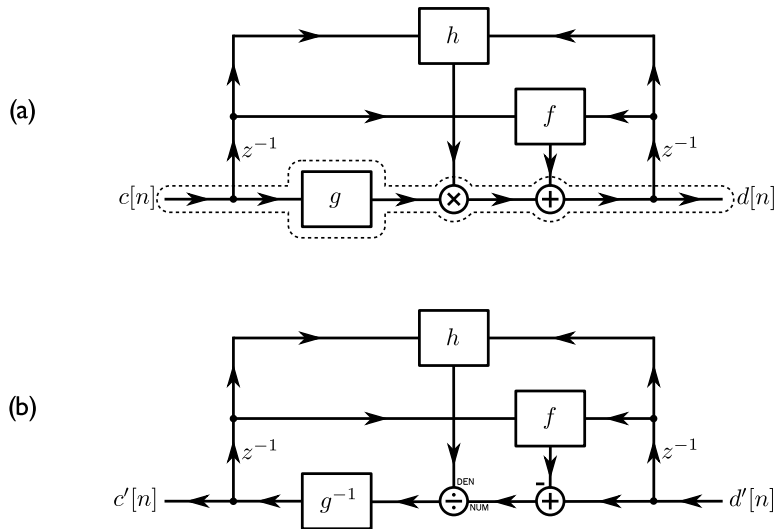 h
(a)
f
z⁻¹
z⁻¹
c[n]
g
×
+
d[n]
h
(b)
f
z⁻¹
z⁻¹
DEN
-
c′[n]
g⁻¹
÷
NUM
+
d′[n]